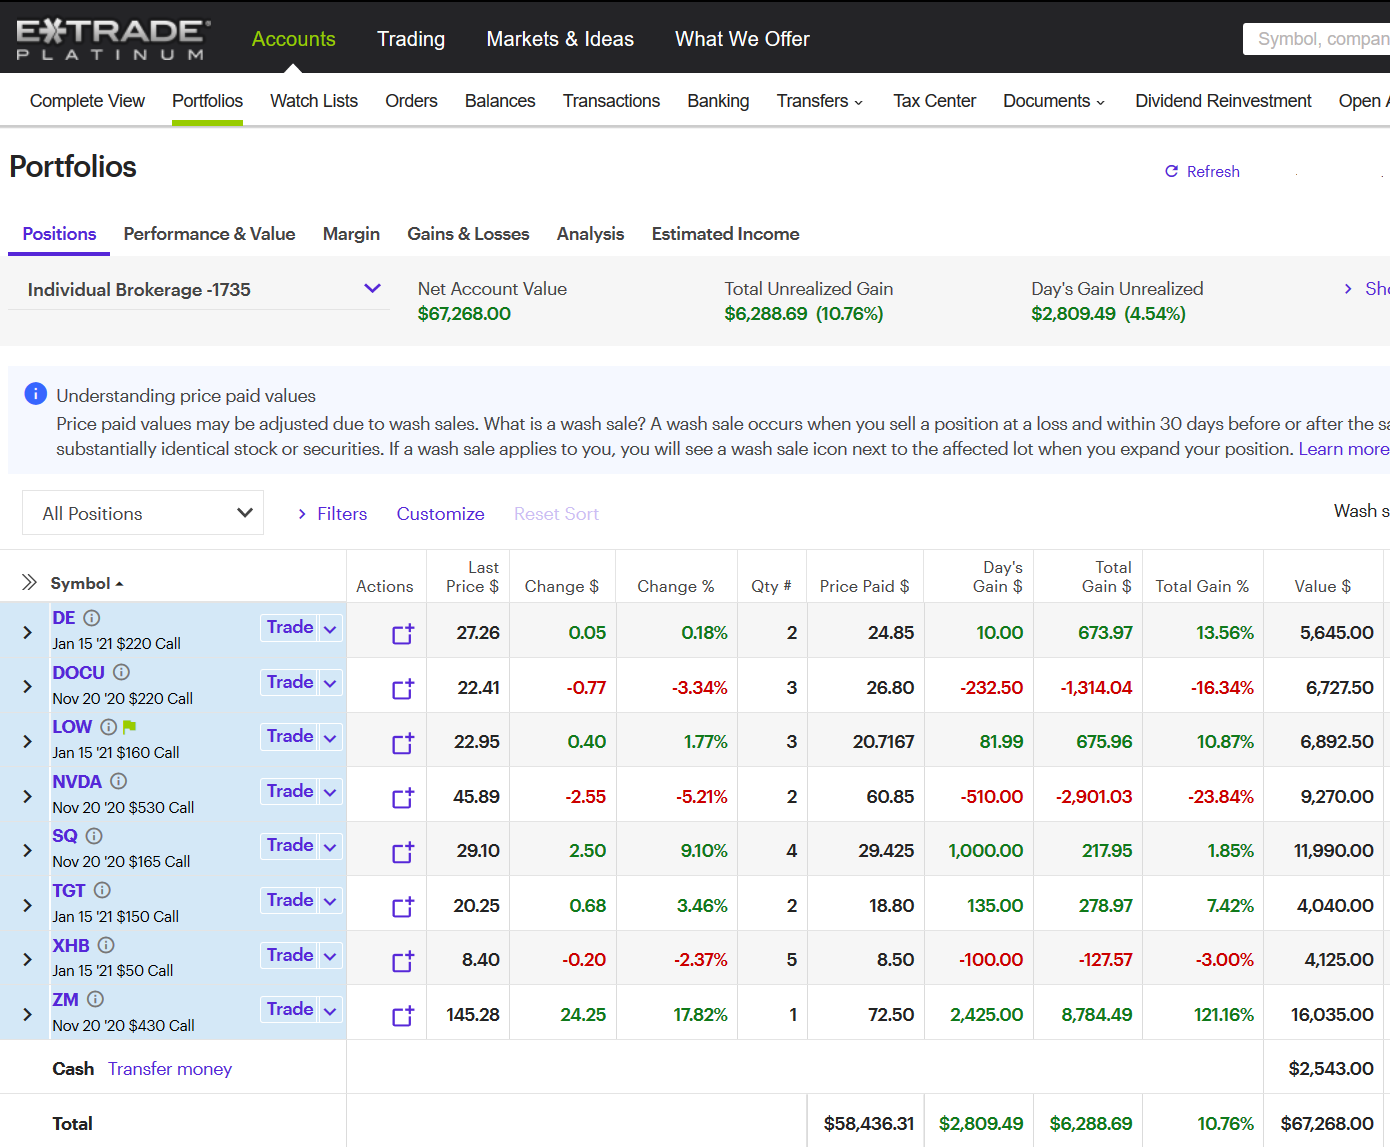 E*TRADE
PLATINUM
Accounts Trading Markets & Ideas What We Offer
Symbol, compan
Complete View Portfolios Watch Lists Orders Balances Transactions Banking Transfers Tax Center Documents Dividend Reinvestment Open A
Portfolios
Refresh
Positions Performance & Value Margin Gains & Losses Analysis Estimated Income
Individual Brokerage -1735
Net Account Value
$67,268.00
Total Unrealized Gain
$6,288.69 (10.76%)
Day's Gain Unrealized
$2,809.49 (4.54%)
Sho
Understanding price paid values
Price paid values may be adjusted due to wash sales. What is a wash sale? A wash sale occurs when you sell a position at a loss and within 30 days before or after the sa
substantially identical stock or securities. If a wash sale applies to you, you will see a wash sale icon next to the affected lot when you expand your position. Learn more
All Positions Filters Customize Reset Sort
Wash s
Symbol Actions Last Price $ Change $ Change % Qty # Price Paid $ Day's Gain $ Total Gain $ Total Gain % Value $
DE
Jan 15 '21 $220 Call
Trade 27.26 0.05 0.18% 2 24.85 10.00 673.97 13.56% 5,645.00
DOCU
Nov 20 '20 $220 Call
Trade 22.41 -0.77 -3.34% 3 26.80 -232.50 -1,314.04 -16.34% 6,727.50
LOW
Jan 15 '21 $160 Call
Trade 22.95 0.40 1.77% 3 20.7167 81.99 675.96 10.87% 6,892.50
NVDA
Nov 20 '20 $530 Call
Trade 45.89 -2.55 -5.21% 2 60.85 -510.00 -2,901.03 -23.84% 9,270.00
SQ
Nov 20 '20 $165 Call
Trade 29.10 2.50 9.10% 4 29.425 1,000.00 217.95 1.85% 11,990.00
TGT
Jan 15 '21 $150 Call
Trade 20.25 0.68 3.46% 2 18.80 135.00 278.97 7.42% 4,040.00
XHB
Jan 15 '21 $50 Call
Trade 8.40 -0.20 -2.37% 5 8.50 -100.00 -127.57 -3.00% 4,125.00
ZM
Nov 20 '20 $430 Call
Trade 145.28 24.25 17.82% 1 72.50 2,425.00 8,784.49 121.16% 16,035.00
Cash Transfer money $2,543.00
Total $58,436.31 $2,809.49 $6,288.69 10.76% $67,268.00